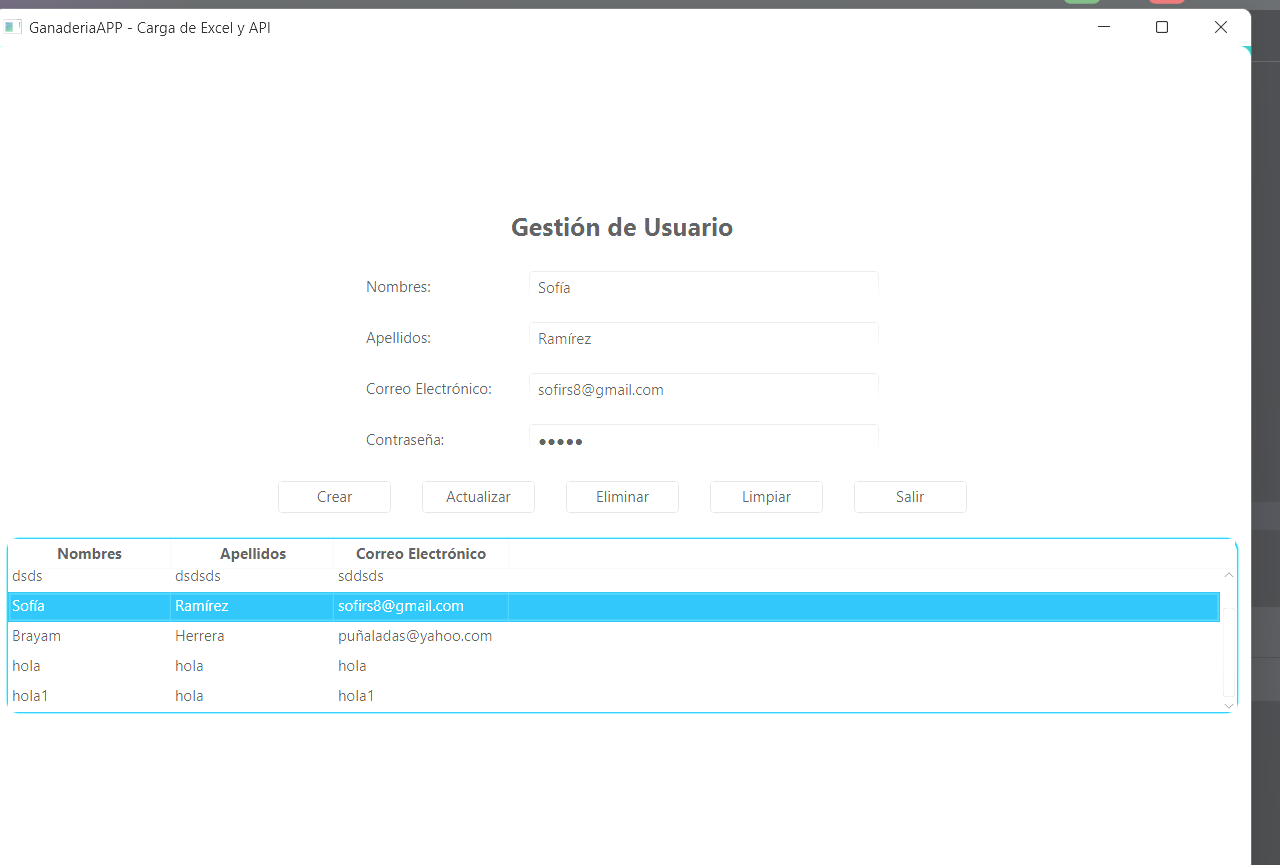 GanaderiaAPP - Carga de Excel y API
Gestión de Usuario
Nombres: Sofía
Apellidos: Ramírez
Correo Electrónico: sofirs8@gmail.com
Contraseña: ●●●●●
Crear Actualizar Eliminar Limpiar Salir
Nombres Apellidos Correo Electrónico
dsds dsdsds sddsds
Sofía Ramírez sofirs8@gmail.com
Brayam Herrera puñaladas@yahoo.com
hola hola hola
hola1 hola hola1